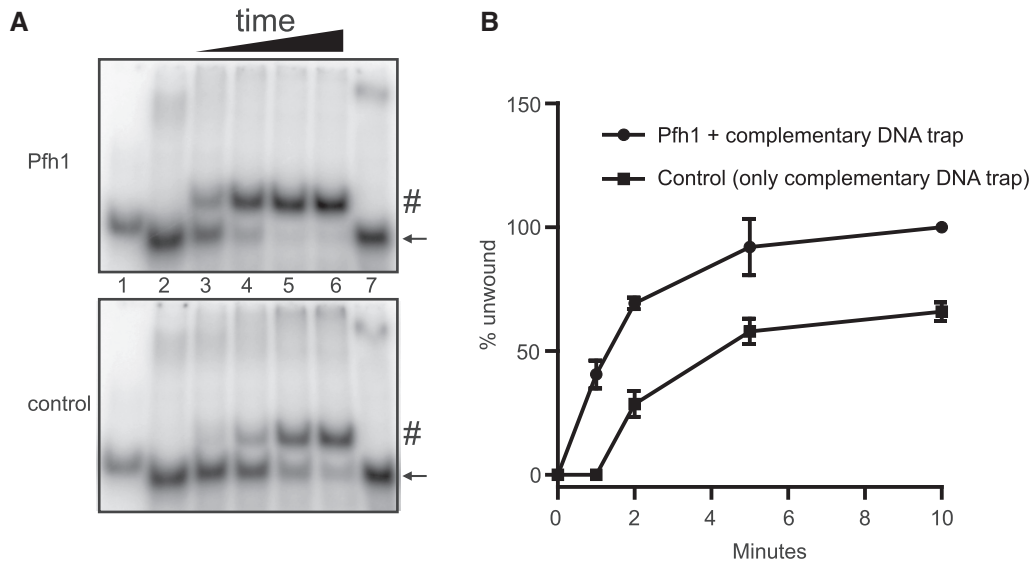 A
time
Pfh1
#
1 2 3 4 5 6 7
control
#
B
150
Pfh1 + complementary DNA trap
Control (only complementary DNA trap)
100
% unwound
50
0
0 2 4 6 8 10
Minutes